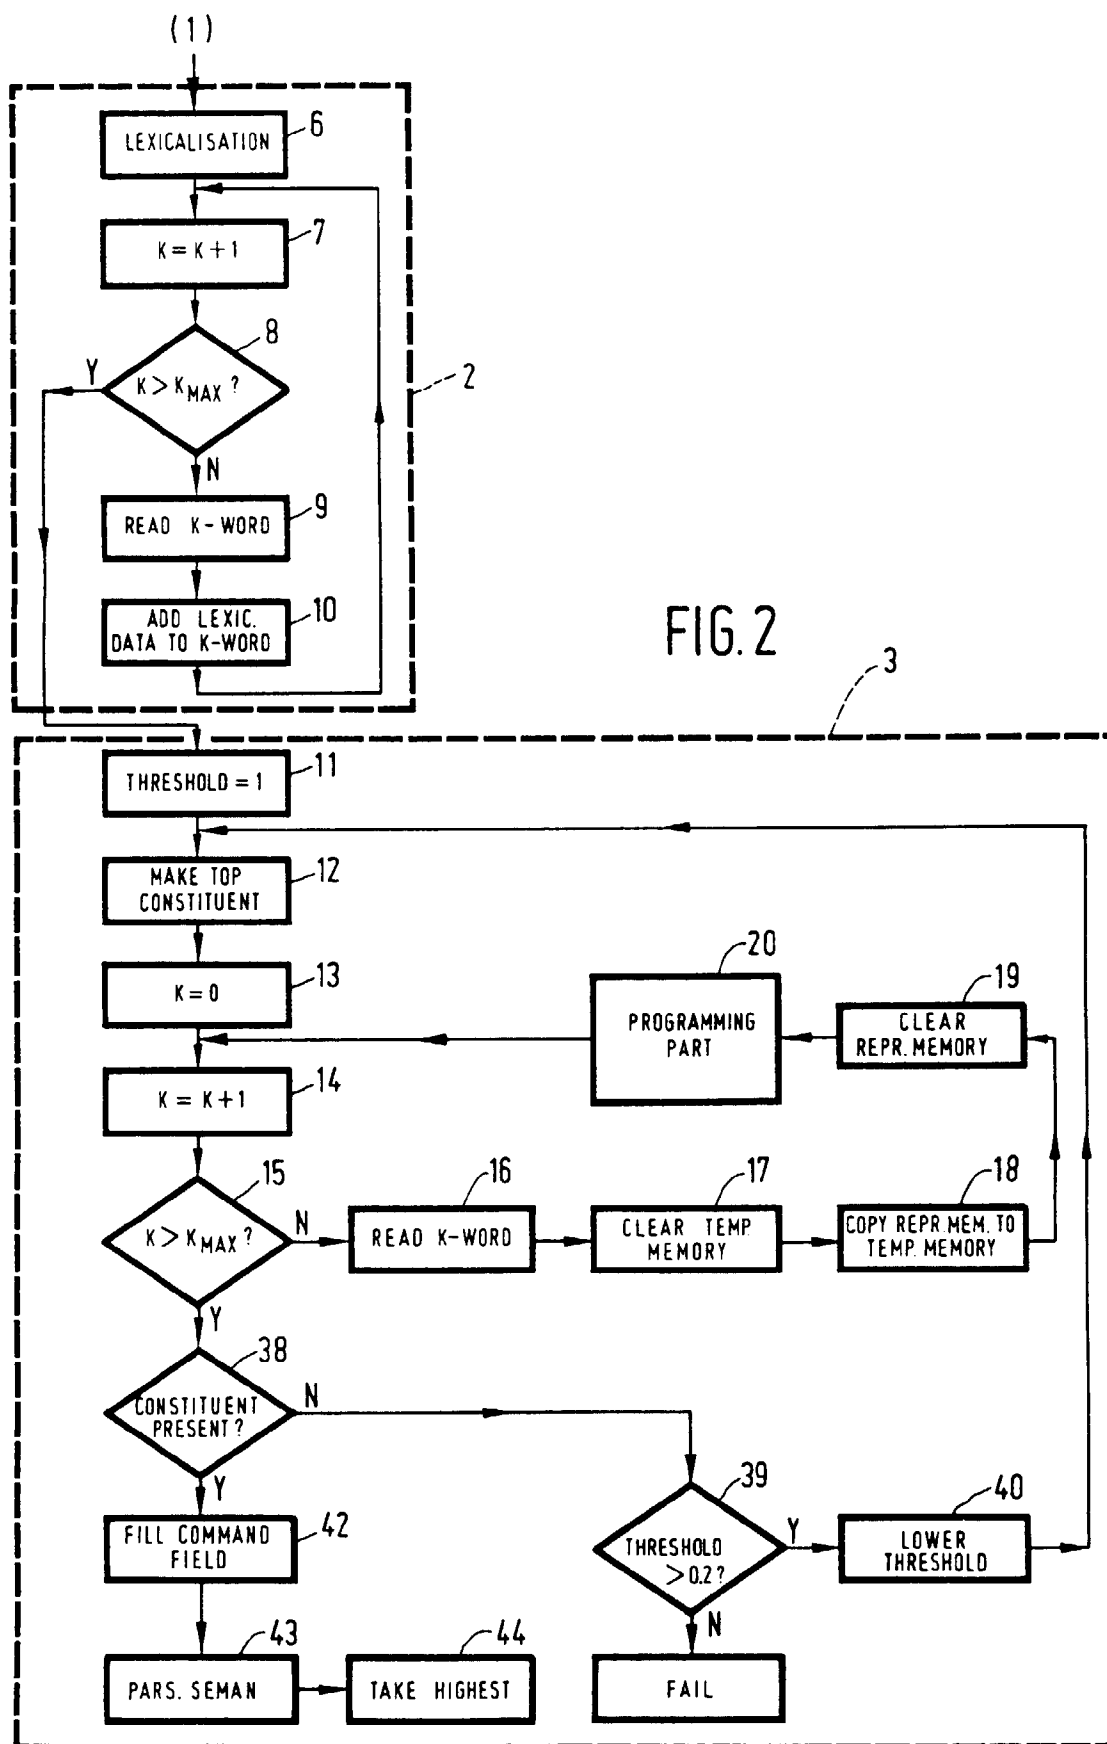 (1)
LEXICALISATION
6
K = K + 1
7
8
Y
K > KMAX ?
2
N
READ K-WORD
9
ADD LEXIC.
DATA TO K-WORD
10
FIG. 2
3
THRESHOLD = 1
11
MAKE TOP
CONSTITUENT
12
K = 0
13
20
PROGRAMMING
PART
19
CLEAR
REPR. MEMORY
K = K + 1
14
15
K > KMAX ?
N
16
READ K-WORD
17
CLEAR TEMP.
MEMORY
18
COPY REPR. MEM. TO
TEMP. MEMORY
Y
38
CONSTITUENT
PRESENT ?
N
Y
39
THRESHOLD
> 0.2 ?
Y
40
LOWER
THRESHOLD
FILL COMMAND
FIELD
42
N
43
PARS. SEMAN
44
TAKE HIGHEST
FAIL